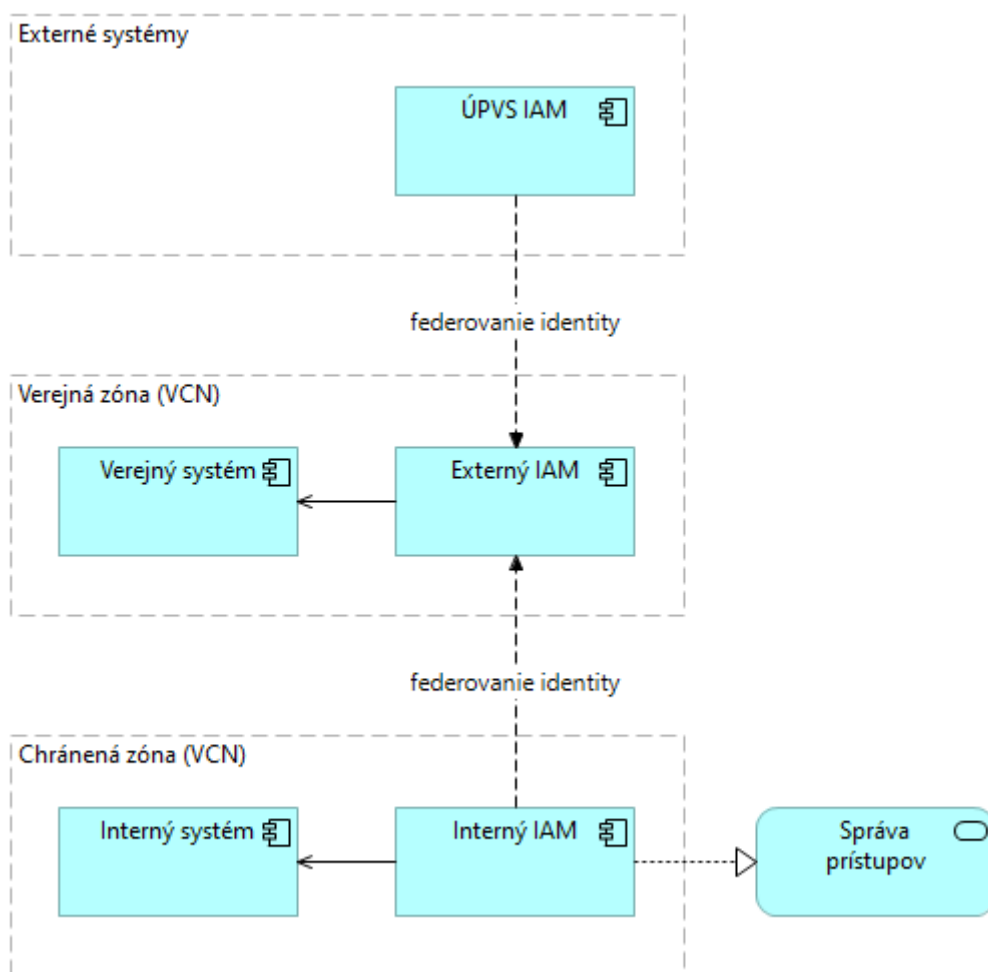 Externé systémy
ÚPVS IAM
federovanie identity
Verejná zóna (VCN)
Verejný systém
Externý IAM
federovanie identity
Chránená zóna (VCN)
Interný systém
Interný IAM
Správa
prístupov